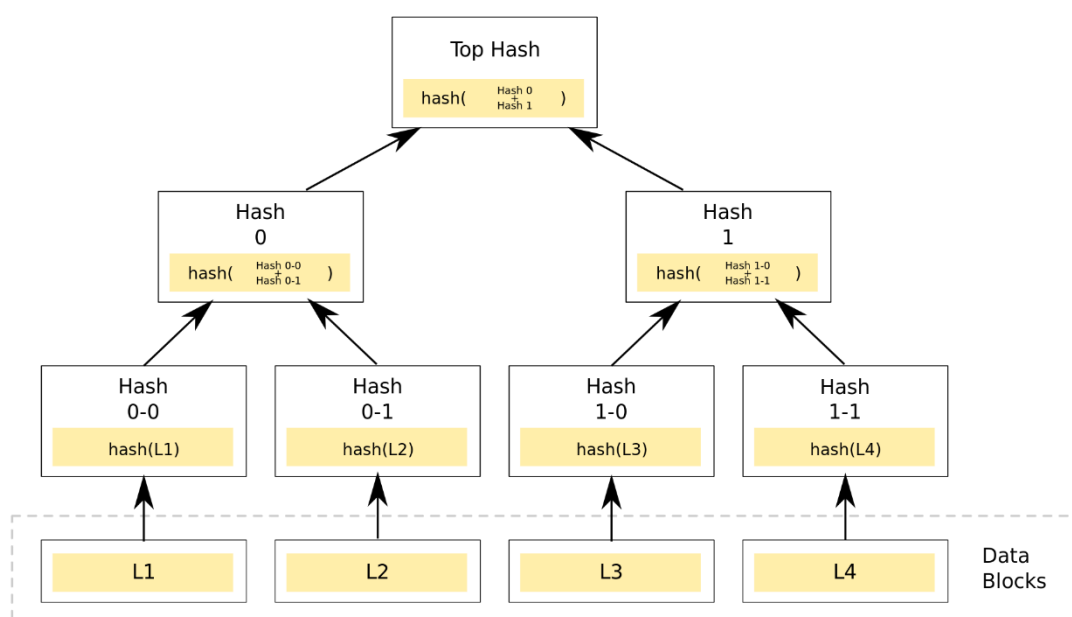 Top Hash
hash( Hash 0 + Hash 1 )
Hash
0
hash( Hash 0-0 + Hash 0-1 )
Hash
1
hash( Hash 1-0 + Hash 1-1 )
Hash
0-0
hash(L1)
Hash
0-1
hash(L2)
Hash
1-0
hash(L3)
Hash
1-1
hash(L4)
L1
L2
L3
L4
Data
Blocks